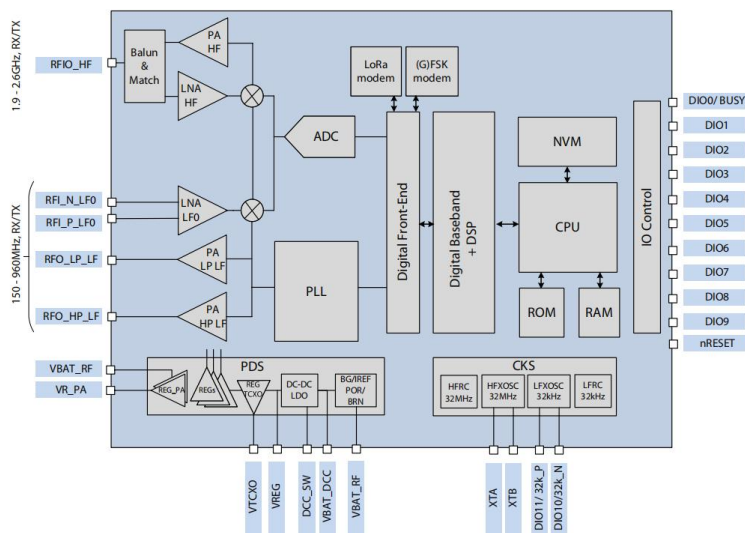 1.9 - 2.6GHz, RX/TX
RFIO_HF
Balun
&
Match
PA
HF
LNA
HF
LoRa
modem
(G)FSK
modem
ADC
150 - 960MHz, RX/TX
RFI_N_LF0
RFI_P_LF0
LNA
LF0
RFO_LP_LF
PA
LP LF
RFO_HP_LF
PA
HP LF
PLL
Digital Front-End
Digital Baseband
+ DSP
NVM
CPU
ROM
RAM
IO Control
DIO0/ BUSY
DIO1
DIO2
DIO3
DIO4
DIO5
DIO6
DIO7
DIO8
DIO9
nRESET
VBAT_RF
VR_PA
PDS
REG_PA
REGs
REG
TCXO
DC-DC
LDO
BG/IREF
POR/
BRN
CKS
HFRC
32MHz
HFXOSC
32MHz
LFXOSC
32kHz
LFRC
32kHz
VTCXO
VREG
DCC_SW
VBAT_DCC
VBAT_RF
XTA
XTB
DIO11/ 32k_P
DIO10/32k_N